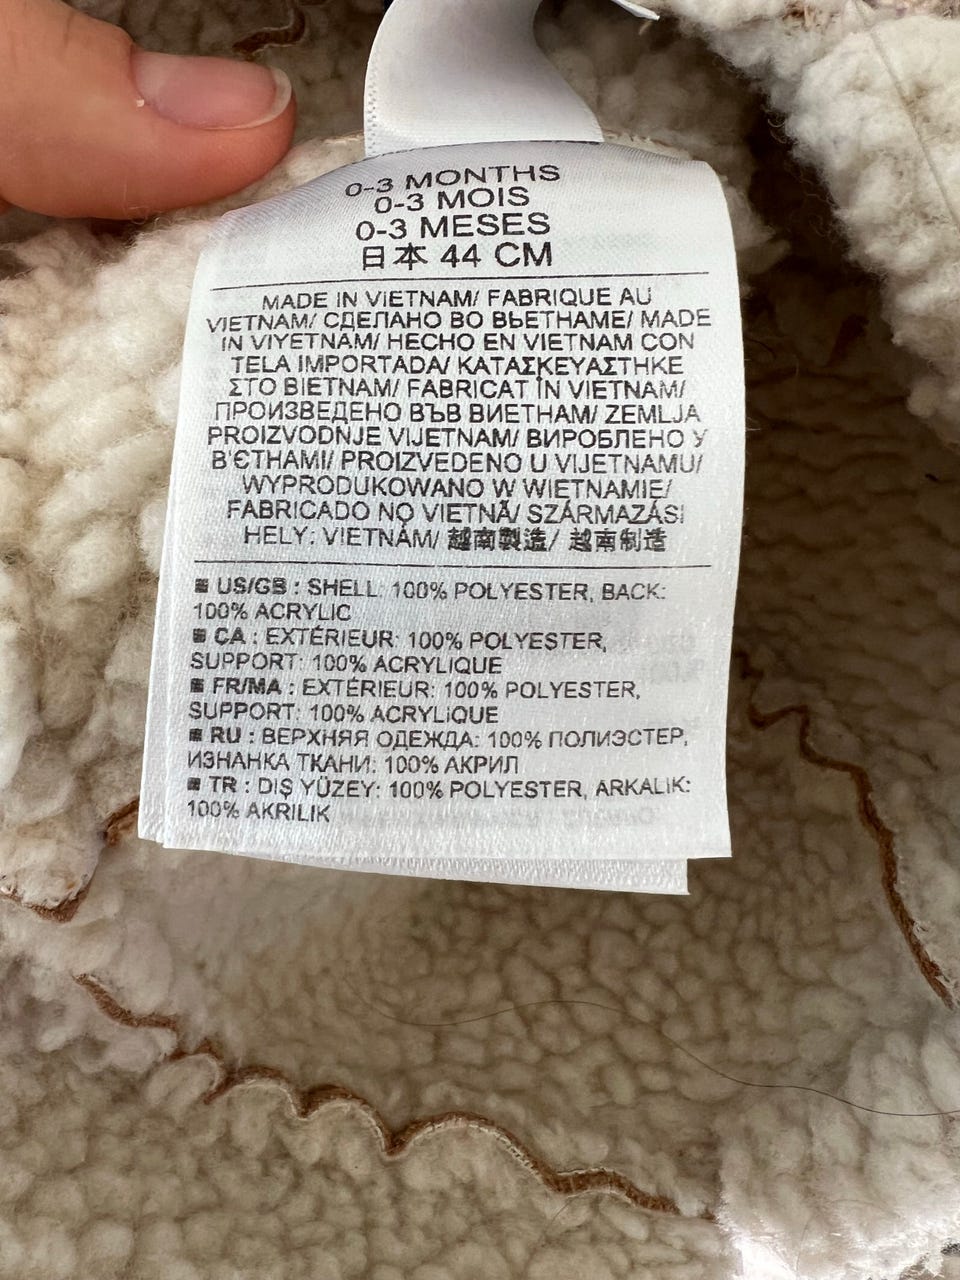 0-3 MONTHS
0-3 MOIS
0-3 MESES
日本 44 CM
MADE IN VIETNAM/ FABRIQUE AU
VIETNAM/ СДЕЛАНО ВО ВЬЕТНАМЕ/ MADE
IN VIYETNAM/ HECHO EN VIETNAM CON
TELA IMPORTADA/ ΚΑΤΑΣΚΕΥΑΣΤΗΚΕ
ΣΤΟ ΒΙΕΤΝΑΜ/ FABRICAT ÎN VIETNAM/
ПРОИЗВЕДЕНО ВЪВ ВИЕТНАМ/ ZEMLJA
PROIZVODNJE VIJETNAM/ ВИРОБЛЕНО У
В'ЄТНАМІ/ PROIZVEDENO U VIJETNAMU/
WYPRODUKOWANO W WIETNAMIE/
FABRICADO NO VIETNÃ/ SZÁRMAZÁSI
HELY: VIETNÁM/ 越南製造/ 越南制造
■ US/GB : SHELL: 100% POLYESTER, BACK:
100% ACRYLIC
■ CA : EXTÉRIEUR: 100% POLYESTER,
SUPPORT: 100% ACRYLIQUE
■ FR/MA : EXTÉRIEUR: 100% POLYESTER,
SUPPORT: 100% ACRYLIQUE
■ RU : ВЕРХНЯЯ ОДЕЖДА: 100% ПОЛИЭСТЕР,
ИЗНАНКА ТКАНИ: 100% АКРИЛ
■ TR : DIŞ YÜZEY: 100% POLYESTER, ARKALIK:
100% AKRILIK